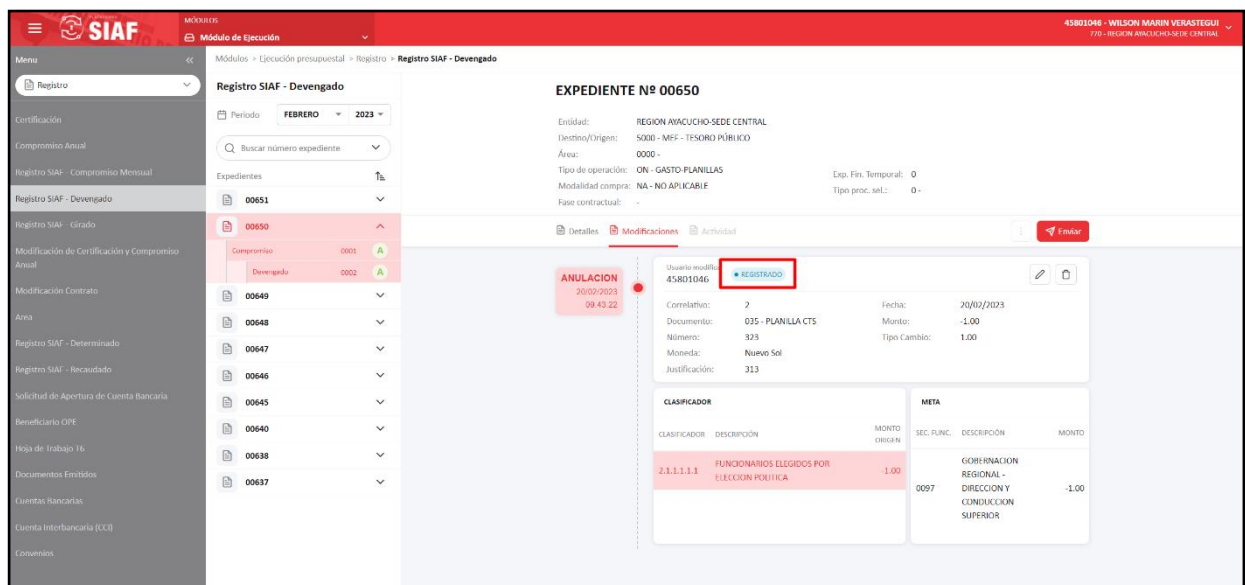 SIAF
MÓDULOS
Módulo de Ejecución
45801046 - WILSON MARIN VERASTEGUI
770 - REGION AYACUCHO-SEDE CENTRAL
Menu
Registro
Certificación
Compromiso Anual
Registro SIAF - Compromiso Mensual
Registro SIAF - Devengado
Registro SIAF - Girado
Modificación de Certificación y Compromiso
Anual
Modificación Contrato
Area
Registro SIAF - Determinado
Registro SIAF - Recaudado
Solicitud de Apertura de Cuenta Bancaria
Beneficiario OPE
Hoja de Trabajo T6
Documentos Emitidos
Cuentas Bancarias
Cuenta Interbancaria (CCI)
Convenios
Módulos > Ejecución presupuestal > Registro > Registro SIAF - Devengado
Registro SIAF - Devengado
Periodo FEBRERO 2023
Buscar número expediente
Expedientes
00651
00650
Compromiso 0001 A
Devengado 0002 A
00649
00648
00647
00646
00645
00640
00638
00637
EXPEDIENTE Nº 00650
Entidad: REGION AYACUCHO-SEDE CENTRAL
Destino/Origen: 5000 - MEF - TESORO PÚBLICO
Área: 0000 -
Tipo de operación: ON - GASTO-PLANILLAS Exp. Fin. Temporal: 0
Modalidad compra: NA - NO APLICABLE Tipo proc. sel.: 0 -
Fase contractual: -
Detalles Modificaciones Actividad Enviar
ANULACION
20/02/2023
09:43:22
Usuario modifica
45801046 REGISTRADO
Correlativo: 2 Fecha: 20/02/2023
Documento: 035 - PLANILLA CTS Monto: -1.00
Número: 323 Tipo Cambio: 1.00
Moneda: Nuevo Sol
Justificación: 313
CLASIFICADOR
CLASIFICADOR DESCRIPCIÓN MONTO ORIGEN
2.1.1.1.1.1 FUNCIONARIOS ELEGIDOS POR ELECCION POLITICA -1.00
META
SEC. FUNC. DESCRIPCIÓN MONTO
0097 GOBERNACION REGIONAL - DIRECCION Y CONDUCCION SUPERIOR -1.00